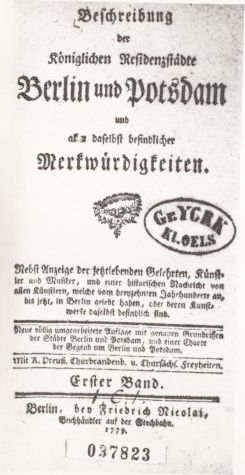 Beschreibung
der
Königlichen Residenzstädte
Berlin und Potsdam
und
daselbst befindlicher
Merkwürdigkeiten.
Gr: YCRK
Kl. OELS
Nebst Anzeige der jetztlebenden Gelehrten, Künst-
ler und Musiker, und einer historischen Nachricht von
allen Künstlern, welche vom dreyzehnten Jahrhunderte an,
bis jetzt, in Berlin gelebt haben, oder deren Kunst-
werke daselbst befindlich sind.
Neue völlig umgearbeitete Auflage mit genauen Grundrissen
der Städte Berlin und Potsdam, und einer Charte
der Gegend um Berlin und Potsdam.
Mit K. Preuß. Churbrandenb. u. Chursächs. Freyheiten.
Erster Band.
Berlin, bey Friedrich Nicolai,
Buchhändler auf der Stechbahn.
1779.
037823